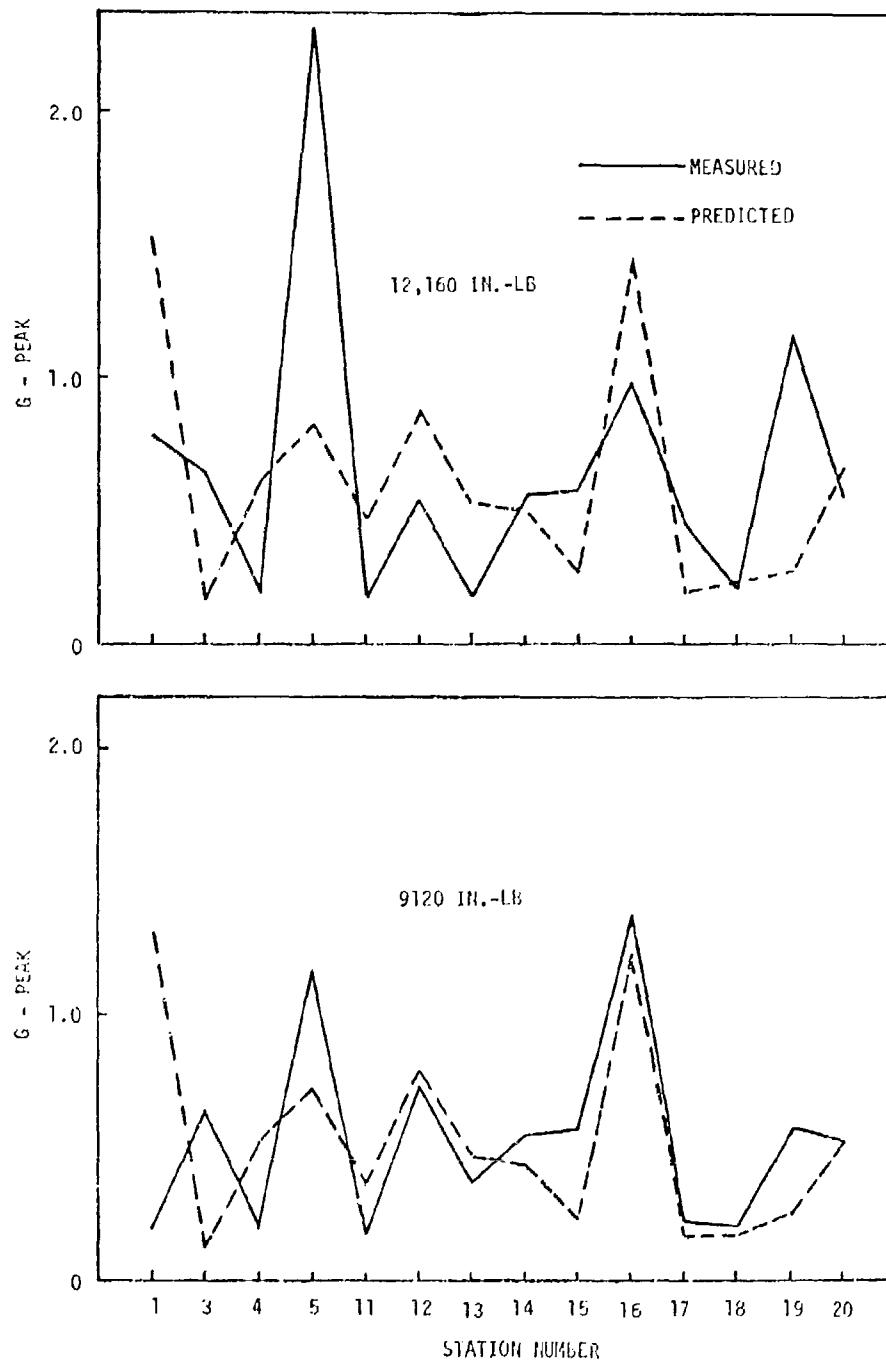 2.0
MEASURED
PREDICTED
12,160 IN.-LB
G - PEAK
1.0
0
2.0
9120 IN.-LB
G - PEAK
1.0
0
1 3 4 5 11 12 13 14 15 16 17 18 19 20
STATION NUMBER